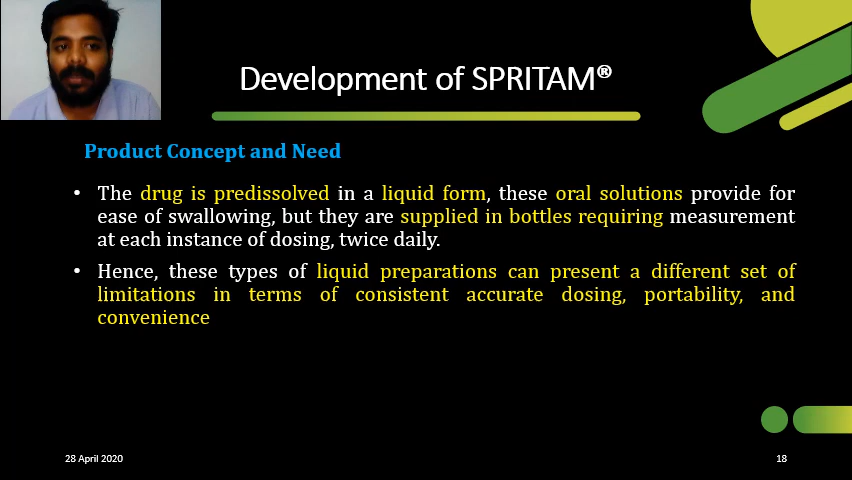 Development of SPRITAM®
Product Concept and Need
• The drug is predissolved in a liquid form, these oral solutions provide for
ease of swallowing, but they are supplied in bottles requiring measurement
at each instance of dosing, twice daily.
• Hence, these types of liquid preparations can present a different set of
limitations in terms of consistent accurate dosing, portability, and
convenience
28 April 2020
18